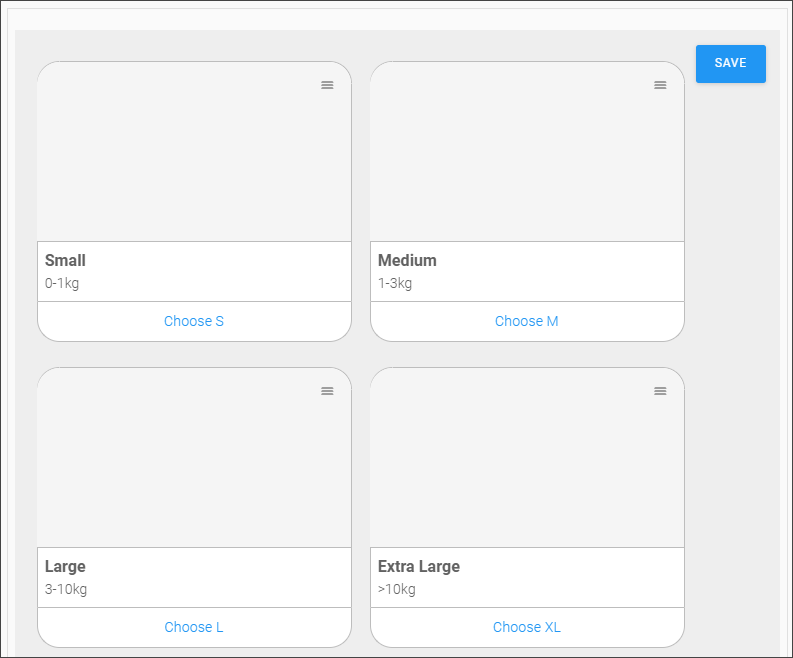 SAVE
Small
0-1kg
Choose S
Medium
1-3kg
Choose M
Large
3-10kg
Choose L
Extra Large
>10kg
Choose XL